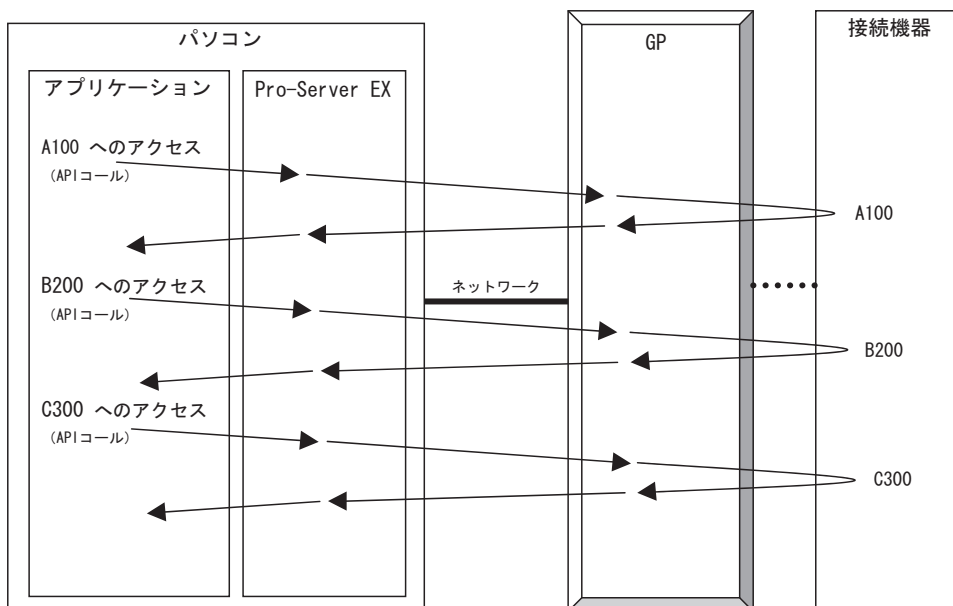 パソコン
GP
接続機器
アプリケーション
Pro-Server EX
A100 へのアクセス
(APIコール)
A100
B200 へのアクセス
(APIコール)
ネットワーク
B200
C300 へのアクセス
(APIコール)
C300